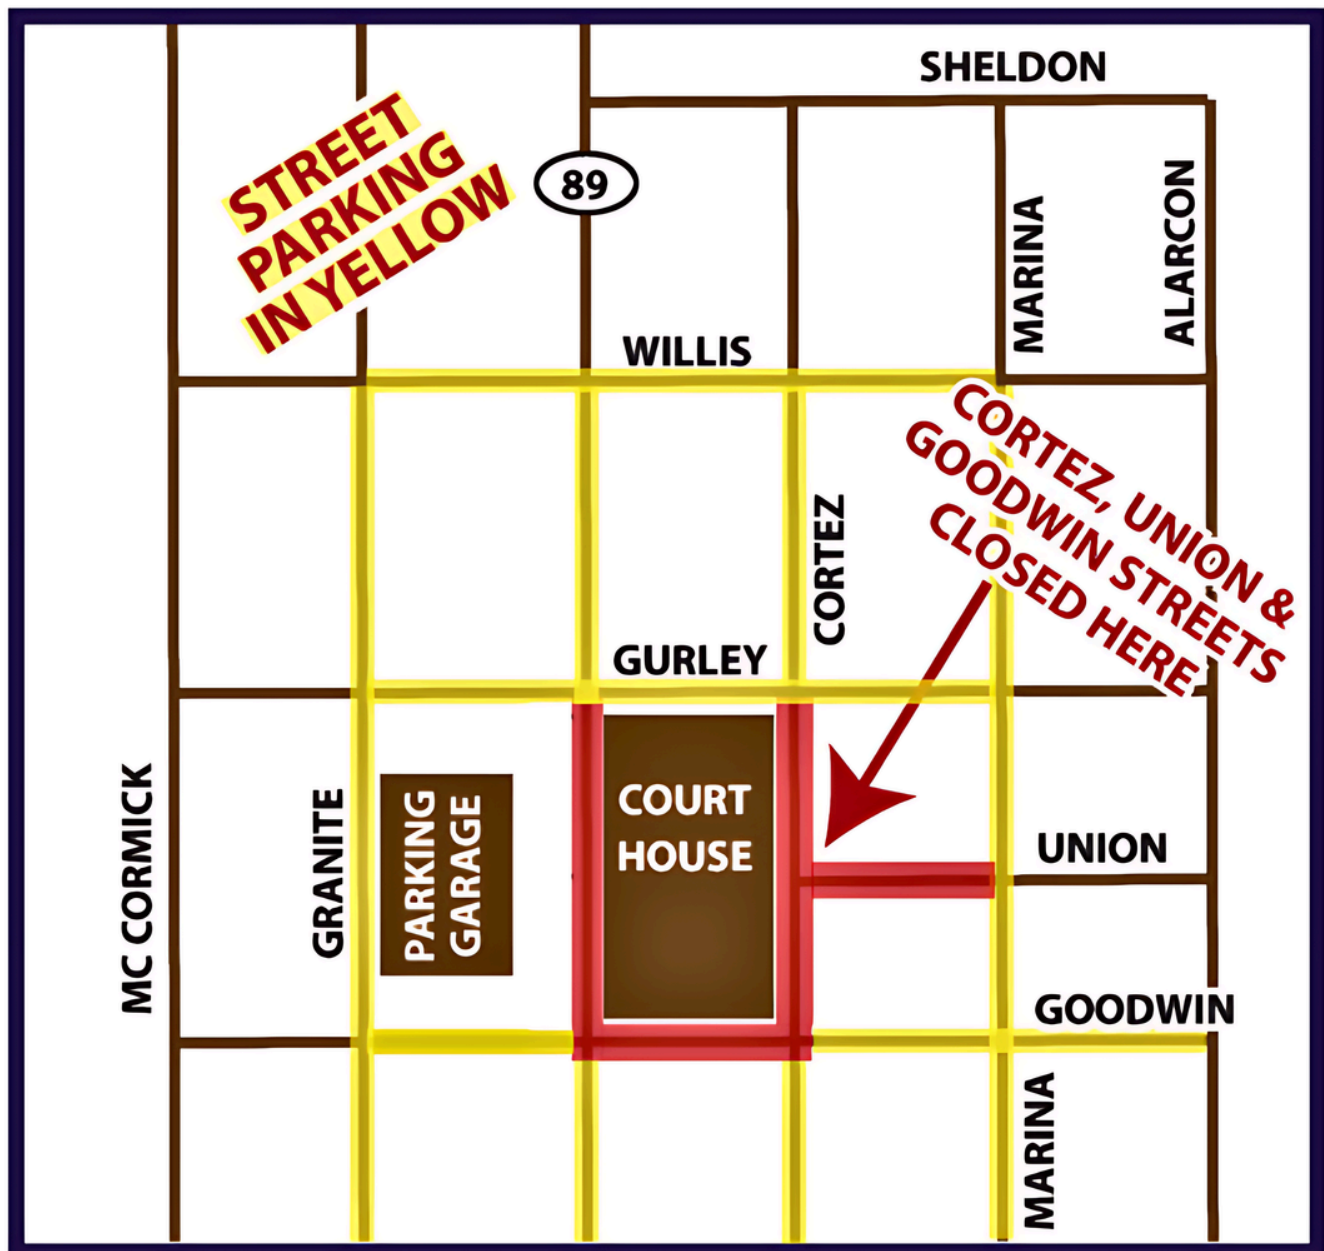 SHELDON
STREET
PARKING
IN YELLOW
89
MARINA
ALARCON
WILLIS
CORTEZ, UNION &
GOODWIN STREETS
CLOSED HERE
CORTEZ
GURLEY
MC CORMICK
GRANITE
PARKING
GARAGE
COURT
HOUSE
UNION
GOODWIN
MARINA